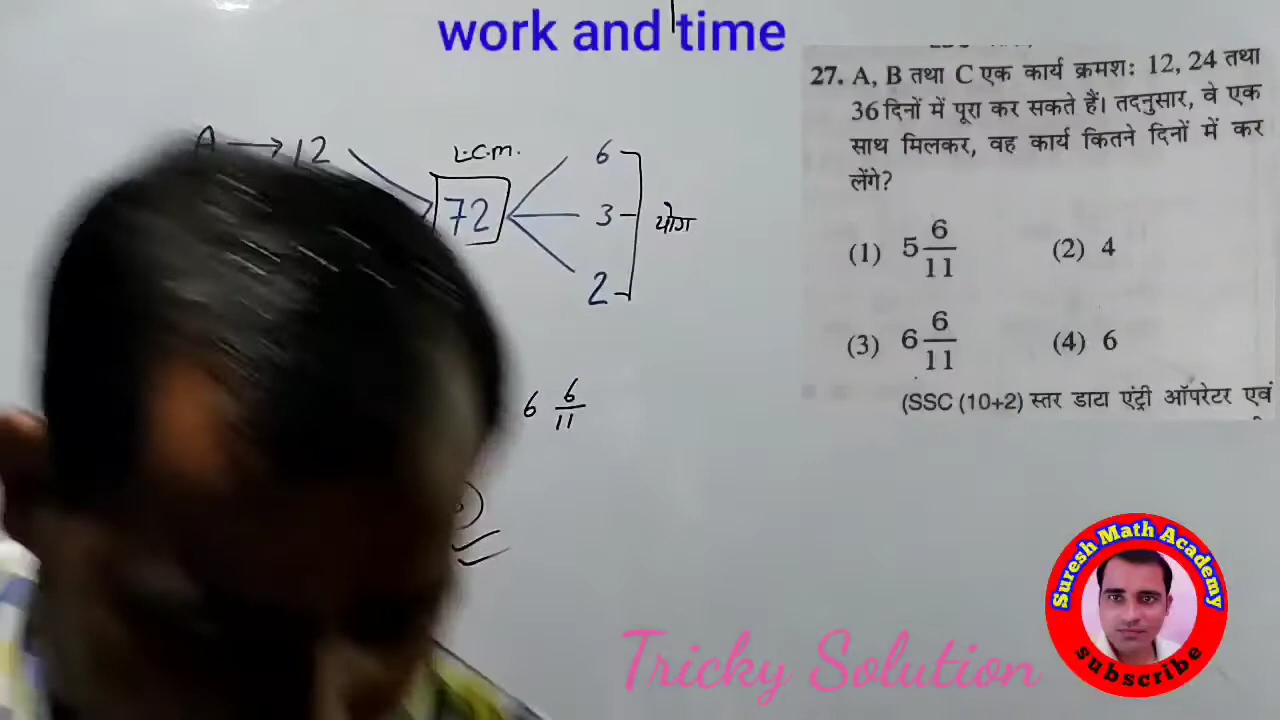 work and time
A → 12
L.C.M.
72
6
3
2
योग
6 6/11
27. A, B तथा C एक कार्य क्रमशः 12, 24 तथा
36 दिनों में पूरा कर सकते हैं। तदनुसार, वे एक
साथ मिलकर, वह कार्य कितने दिनों में कर
लेंगे?
(1) 5 6/11 (2) 4
(3) 6 6/11 (4) 6
(SSC (10+2) स्तर डाटा एंट्री ऑपरेटर एवं
Tricky Solution
Suresh Math Academy
subscribe